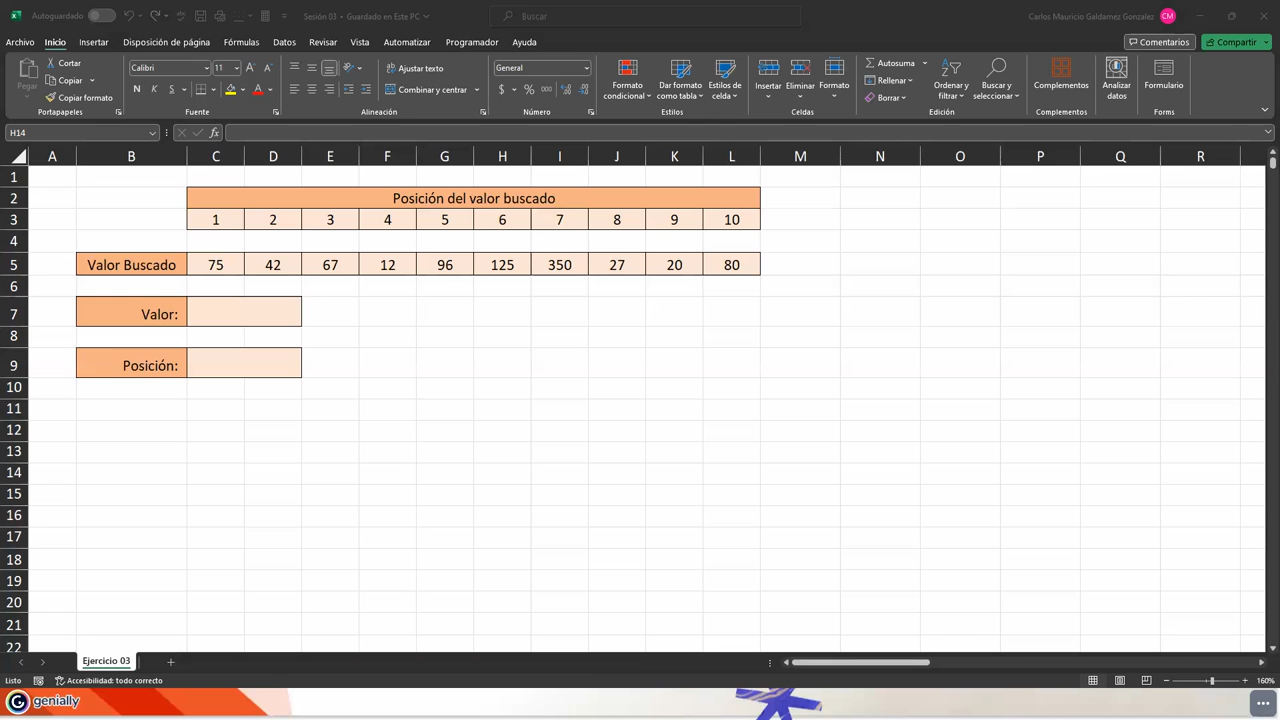 Autoguardado Sesión 03 • Guardado en Este PC Buscar Carlos Mauricio Galdamez Gonzalez CM
Archivo Inicio Insertar Disposición de página Fórmulas Datos Revisar Vista Automatizar Programador Ayuda Comentarios Compartir
Pegar
Cortar
Copiar
Copiar formato
Portapapeles
Calibri 11
N K S
Fuente
Ajustar texto
Combinar y centrar
Alineación
General
$ % 000
Número
Formato condicional
Dar formato como tabla
Estilos de celda
Estilos
Insertar Eliminar Formato
Celdas
Autosuma
Rellenar
Borrar
Ordenar y filtrar
Buscar y seleccionar
Edición
Complementos
Complementos
Analizar datos
Formulario
Forms
H14 fx
A B C D E F G H I J K L M N O P Q R
1
2 Posición del valor buscado
3 1 2 3 4 5 6 7 8 9 10
4
5 Valor Buscado 75 42 67 12 96 125 350 27 20 80
6
7 Valor:
8
9 Posición:
10
11
12
13
14
15
16
17
18
19
20
21
22
Ejercicio 03
Listo Accesibilidad: todo correcto 160%
genially